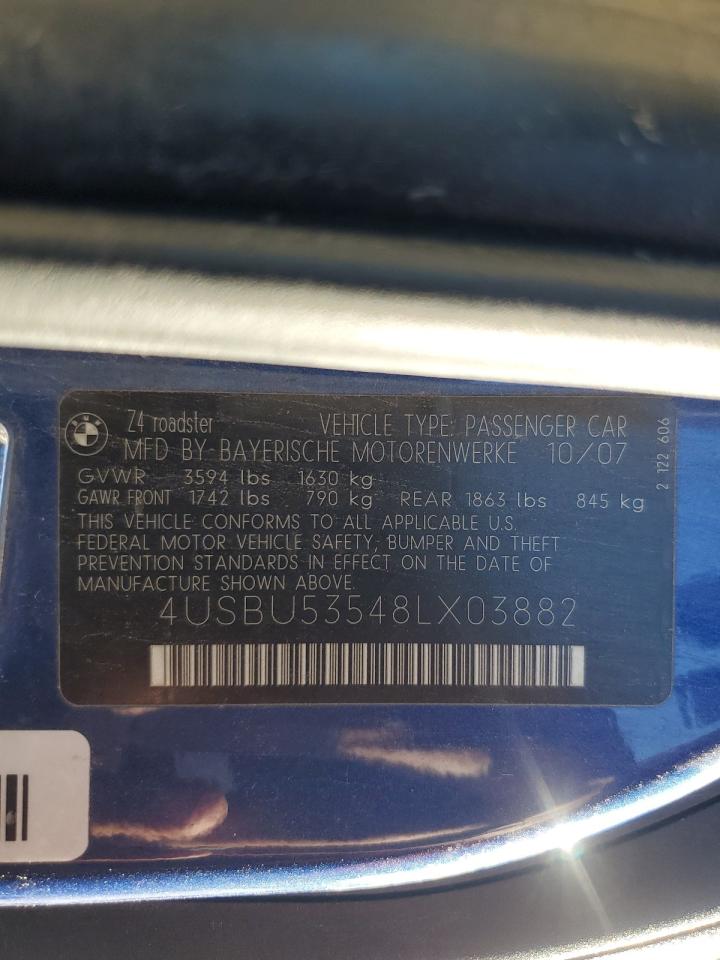 BMW
Z4 roadster VEHICLE TYPE: PASSENGER CAR
MFD BY BAYERISCHE MOTORENWERKE 10/07
GVWR 3594 lbs 1630 kg
GAWR FRONT 1742 lbs 790 kg REAR 1863 lbs 845 kg
THIS VEHICLE CONFORMS TO ALL APPLICABLE U.S.
FEDERAL MOTOR VEHICLE SAFETY, BUMPER AND THEFT
PREVENTION STANDARDS IN EFFECT ON THE DATE OF
MANUFACTURE SHOWN ABOVE.
4USBU53548LX03882
2 122 606